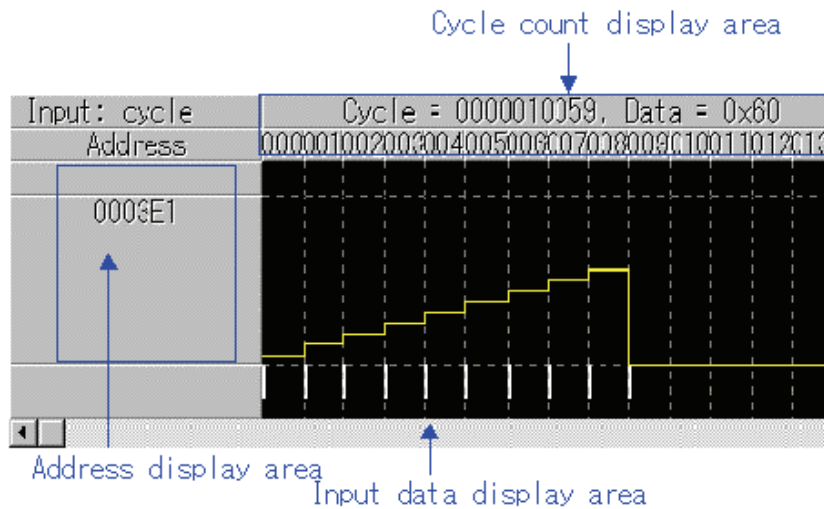 Cycle count display area
Input: cycle
Cycle = 0000010059, Data = 0x60
Address
000001002003004005006007008009010011012013
0003E1
Address display area
Input data display area